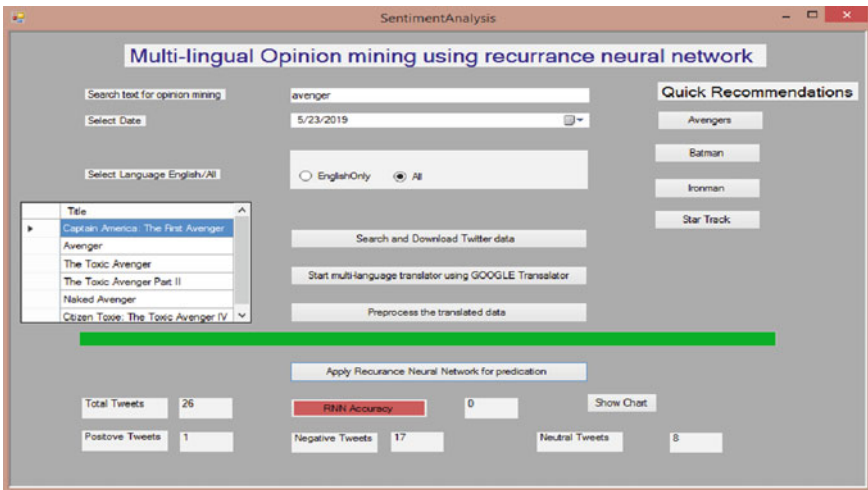 SentimentAnalysis
Multi-lingual Opinion mining using recurrance neural network
Search text for opinion mining
avenger
Quick Recommendations
Select Date
5/23/2019
Avengers
Batman
Select Language English/All
EnglishOnly
All
Ironman
Star Track
Title
Captain America: The First Avenger
Avenger
The Toxic Avenger
The Toxic Avenger Part II
Naked Avenger
Citizen Toxie: The Toxic Avenger IV
Search and Download Twitter data
Start multi-language translator using GOOGLE Transalator
Preprocess the translated data
Apply Recurance Neural Network for predication
Total Tweets
26
RNN Accuracy
0
Show Chart
Positove Tweets
1
Negative Tweets
17
Neutral Tweets
8